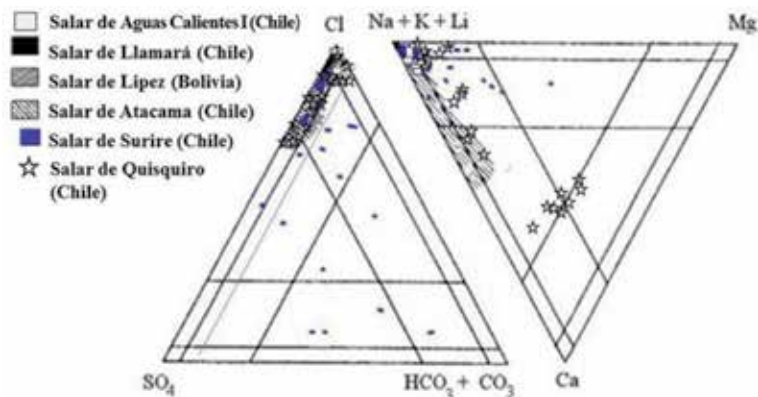 Salar de Aguas Calientes I (Chile)
Salar de Llamará (Chile)
Salar de Lipez (Bolivia)
Salar de Atacama (Chile)
Salar de Surire (Chile)
Salar de Quisquiro
(Chile)
Cl
SO4
HCO3 + CO3
Na + K + Li
Mg
Ca